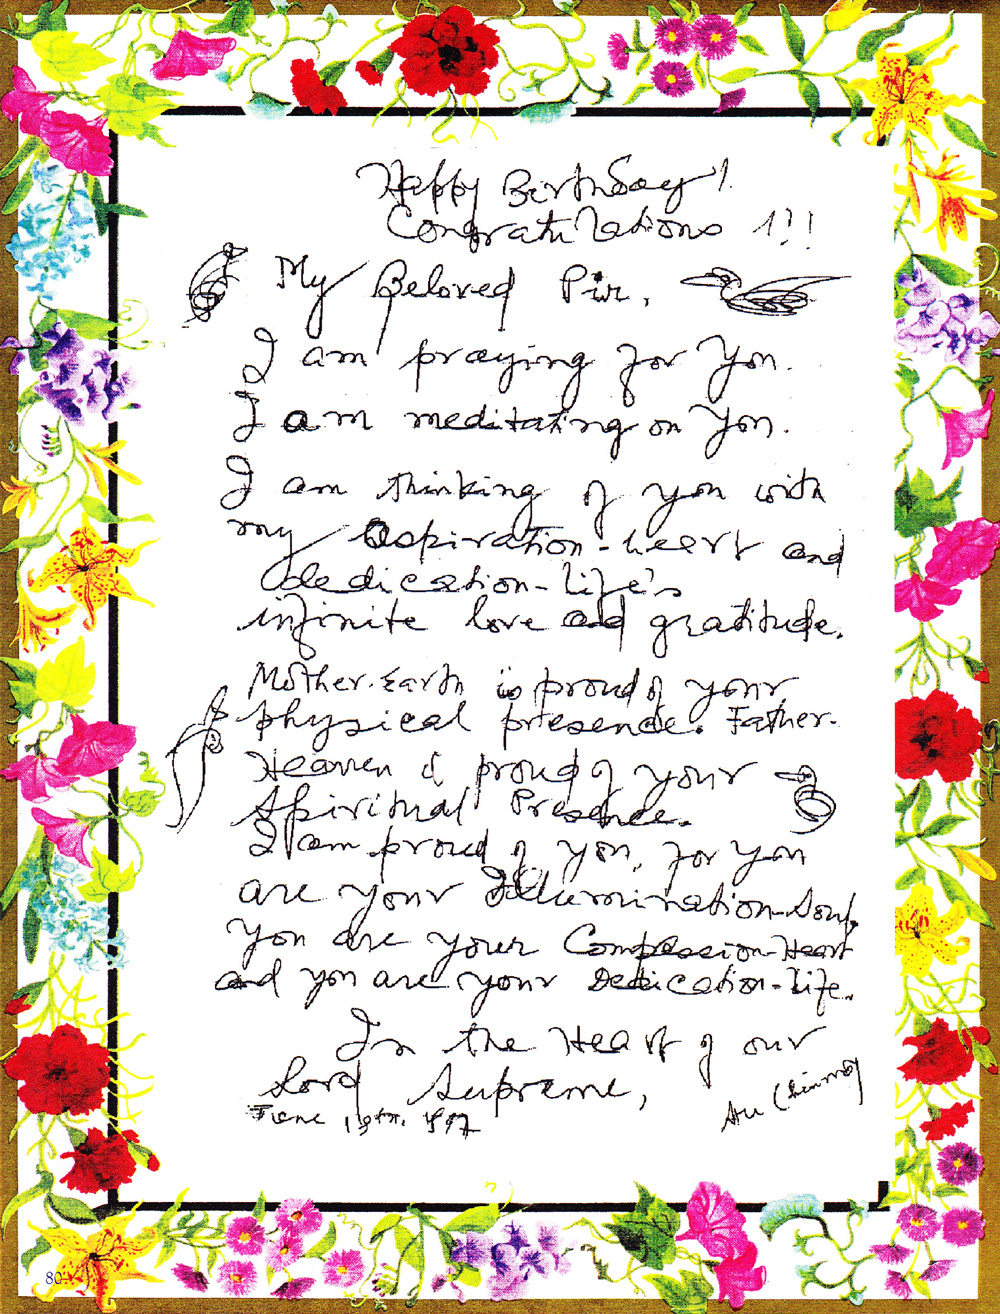 Happy Birthday!
Congratulations !!!
My Beloved Pir,
I am praying for you.
I am meditating on you.
I am thinking of you with
my aspiration-heart and
dedication-life's
infinite love and gratitude.
Mother-Earth is proud of your
physical presence. Father-
Heaven is proud of your
spiritual Presence.
I am proud of you, for you
are your Illumination-Soul,
you are your Compassion-Heart
and you are your Dedication-life.
In the Heart of our
Lord Supreme,
Sri Chinmoy
June 19th.
80